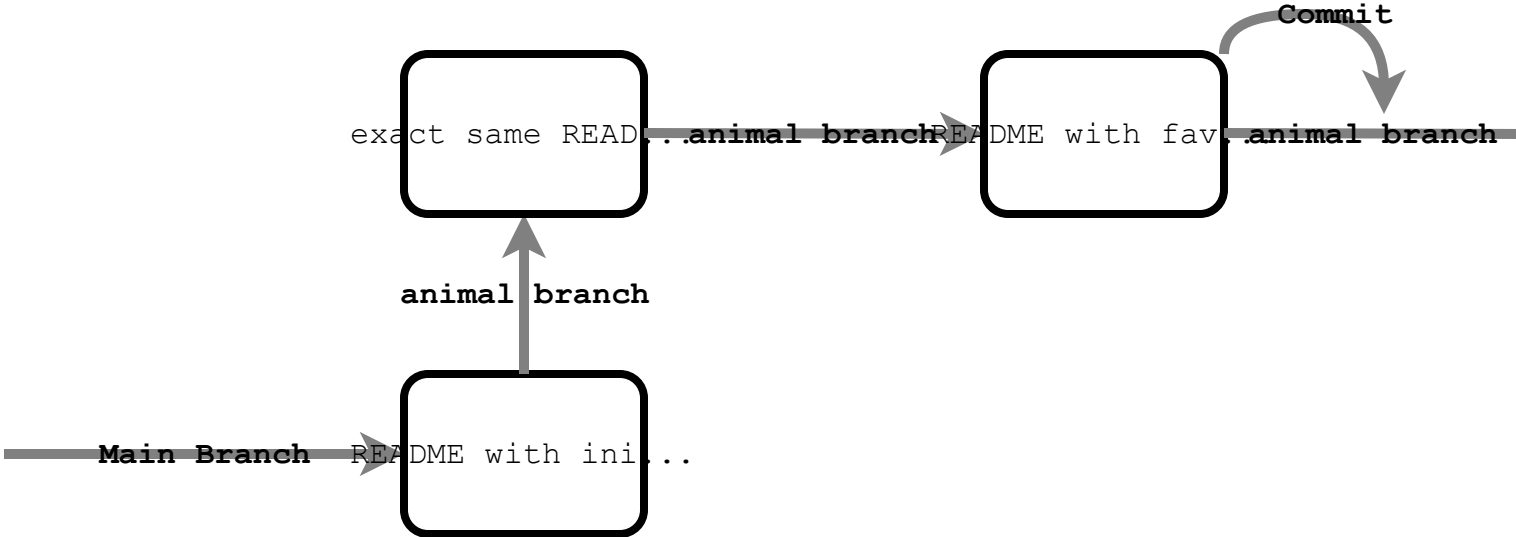 Commit
exact same READ...
animal branch
README with fav...
animal branch
animal branch
Main Branch
README with ini...